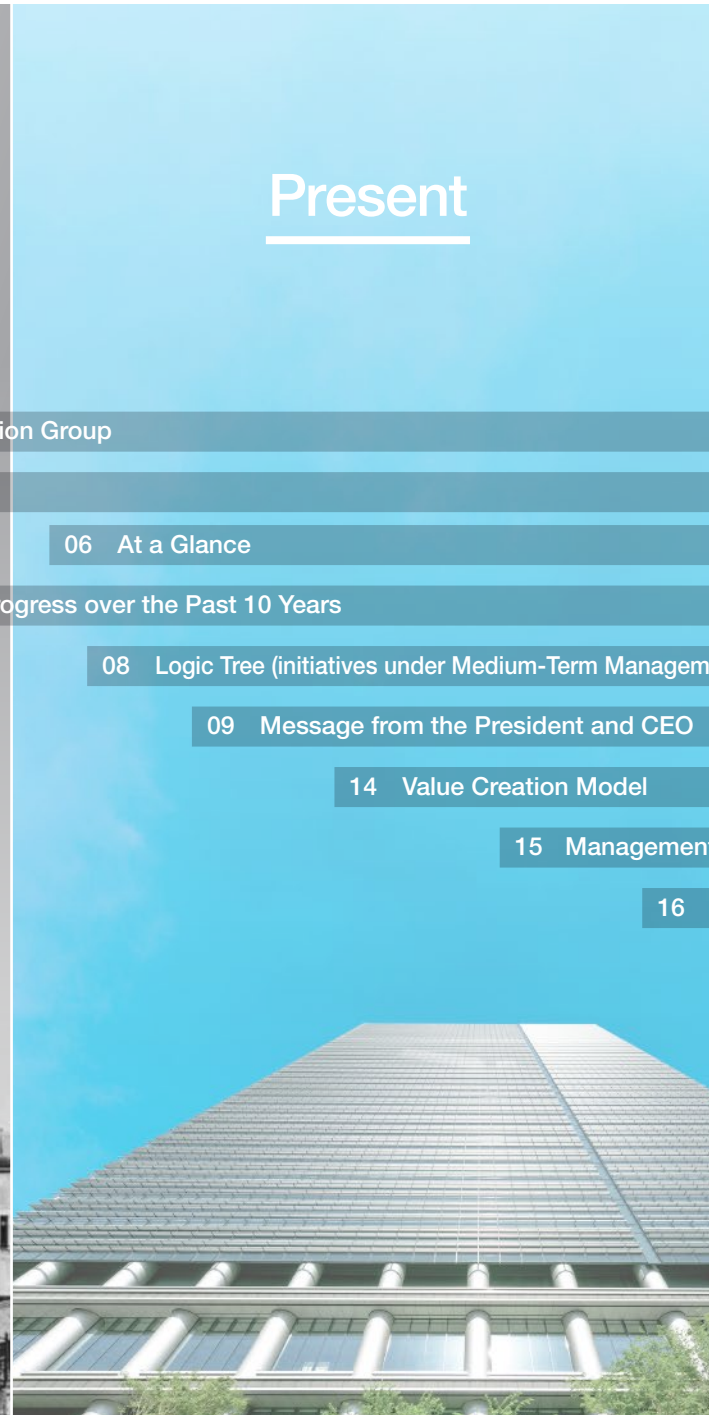 Present
ion Group
06 At a Glance
ogress over the Past 10 Years
08 Logic Tree (initiatives under Medium-Term Managem
09 Message from the President and CEO
14 Value Creation Model
15 Management
16